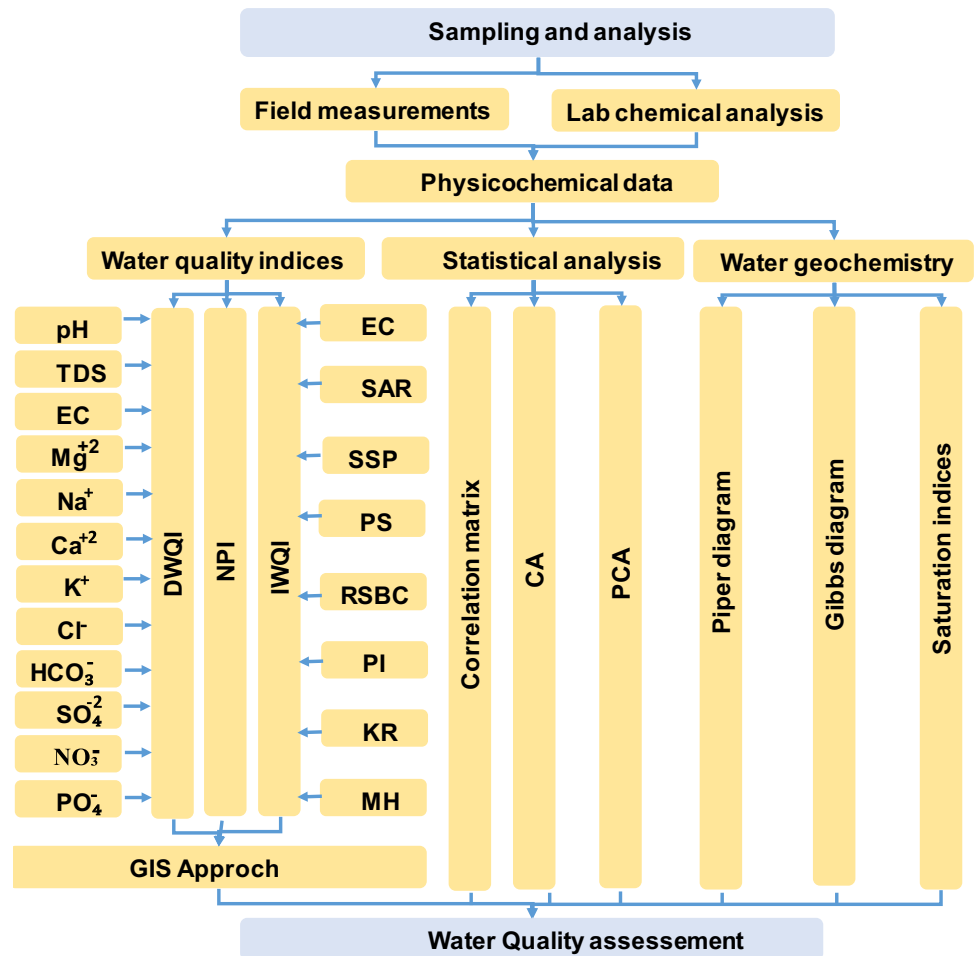 Sampling and analysis
Field measurements
Lab chemical analysis
Physicochemical data
Water quality indices
Statistical analysis
Water geochemistry
pH
TDS
EC
Mg⁺²
Na⁺
Ca⁺²
K⁺
Cl⁻
HCO₃⁻
SO₄⁻²
NO₃⁻
PO₄⁻
DWQI
NPI
IWQI
EC
SAR
SSP
PS
RSBC
PI
KR
MH
Correlation matrix
CA
PCA
Piper diagram
Gibbs diagram
Saturation indices
GIS Approch
Water Quality assessement